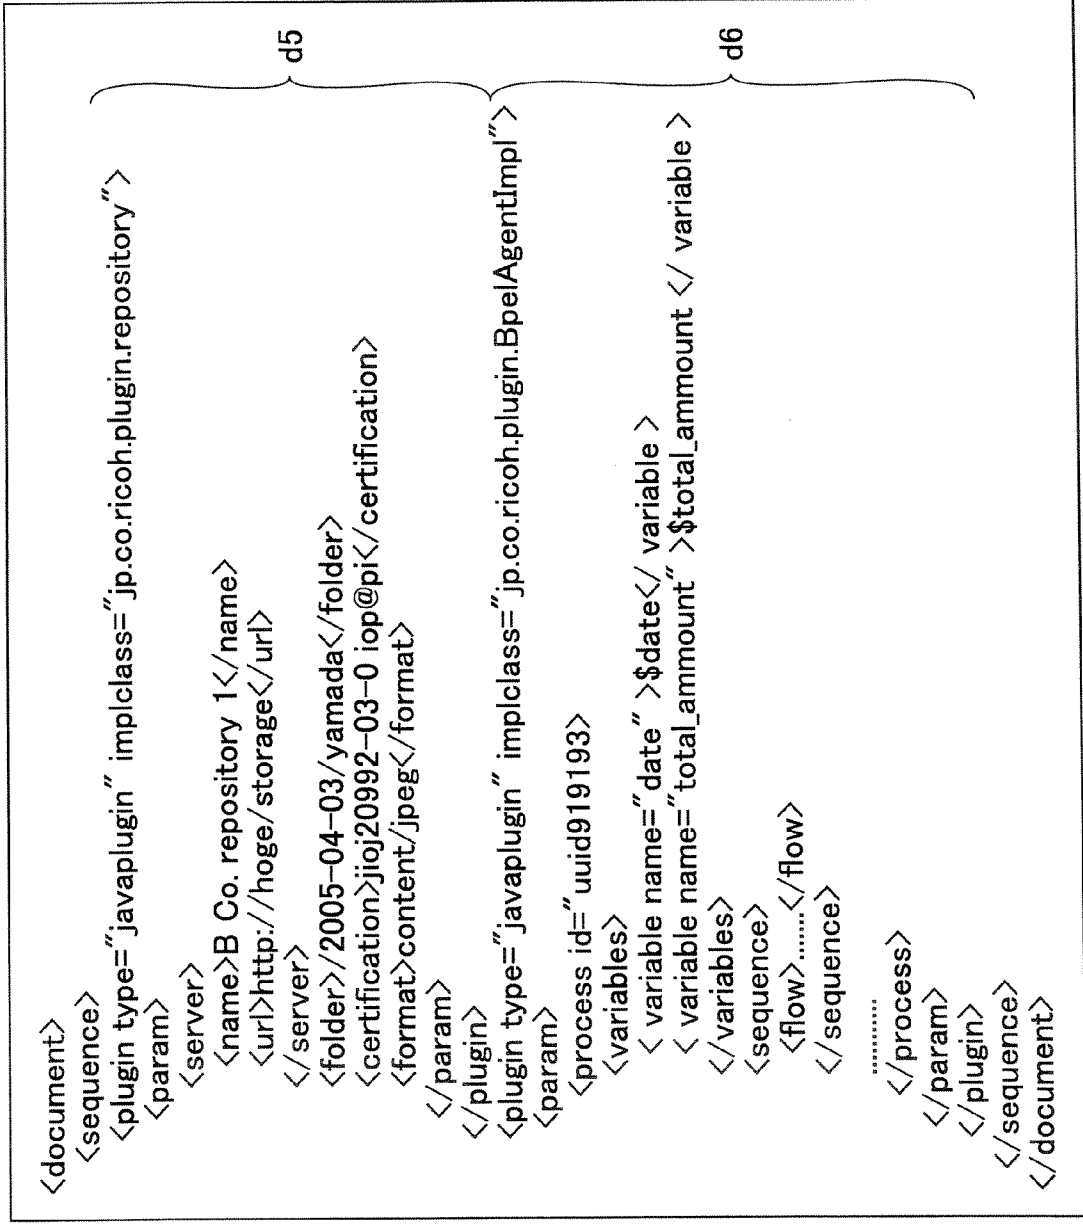 <document>
<sequence>
<plugin type="javaplugin" implclass="jp.co.ricoh.plugin.repository">
<param>
<server>
<name>B Co. repository 1</name>
<url>http://hoge/storage</url>
</server>
<folder>/2005-04-03/yamada</folder>
<certification>jioj20992-03-0 iop@pi</certification>
<format>content/jpeg</format>
</param>
</plugin>
d5
<plugin type="javaplugin" implclass="jp.co.ricoh.plugin.BpelAgentImpl">
<param>
<process id="uuid919193>
<variables>
< variable name="date" >$date</ variable >
< variable name="total_ammount" >$total_ammount </ variable >
</variables>
<sequence>
<flow>......</flow>
</sequence>
...........
</process>
</param>
</plugin>
d6
</sequence>
</document>